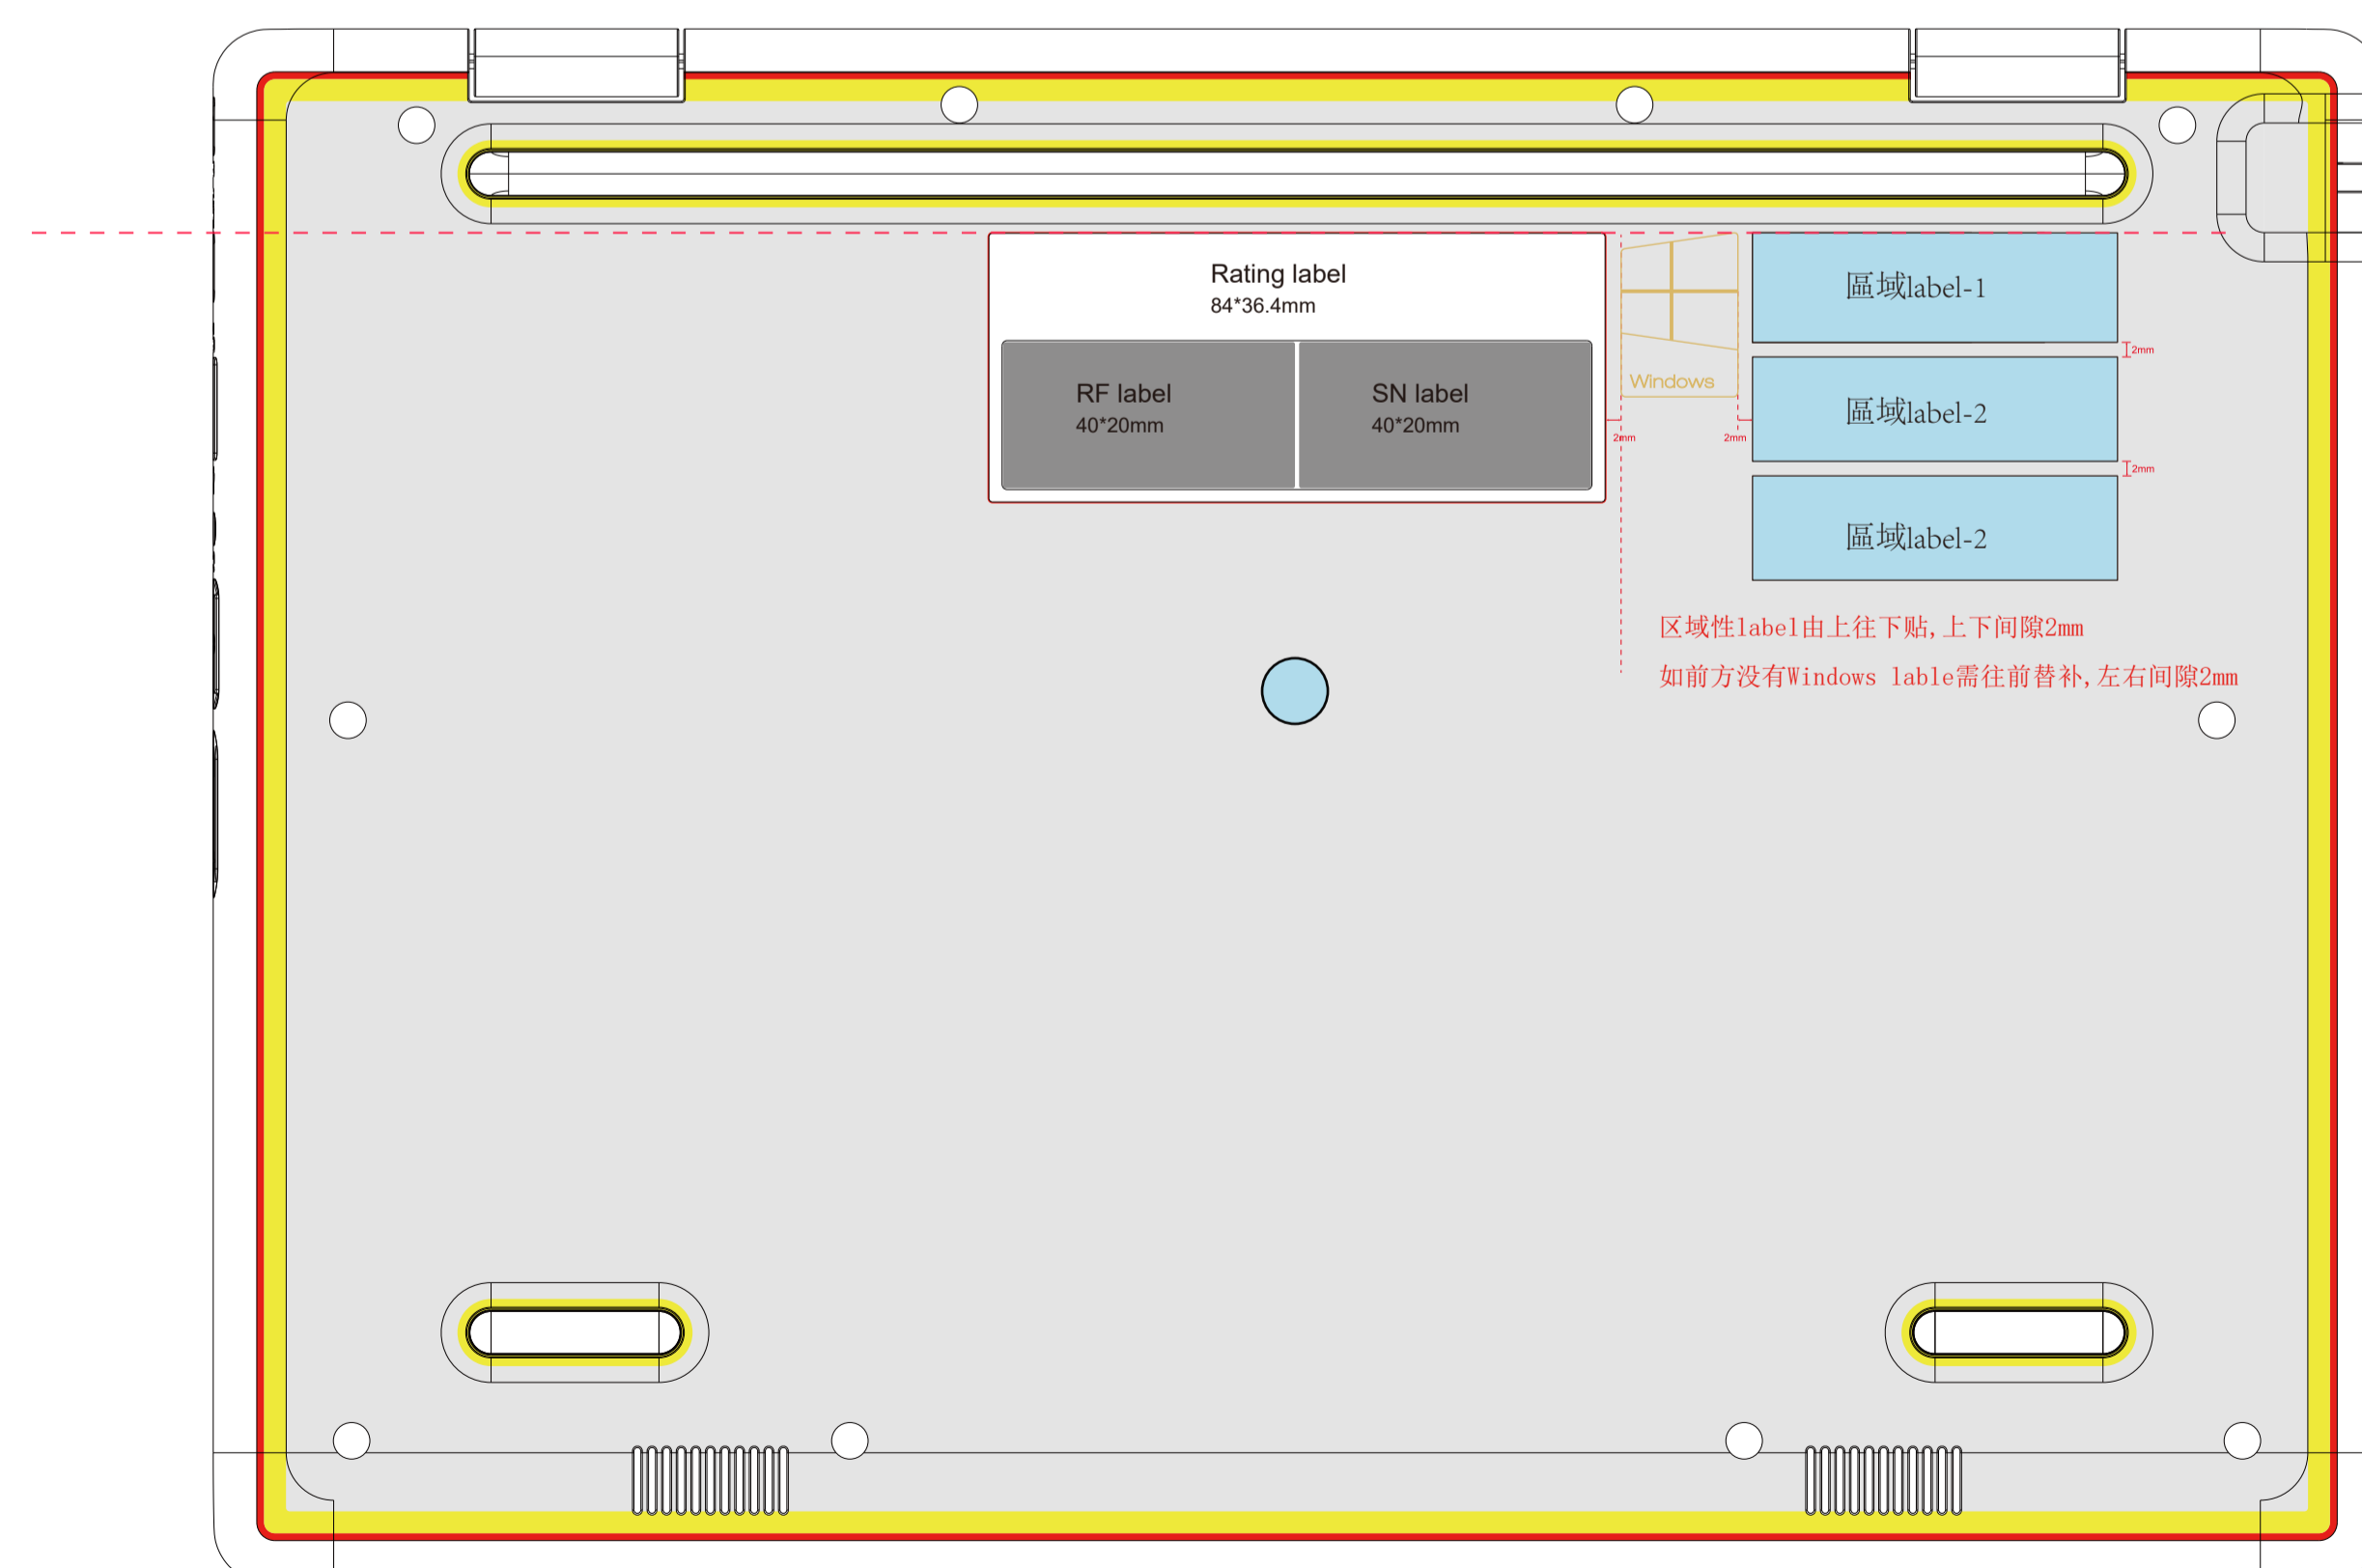 Rating label
84*36.4mm
RF label
40*20mm
SN label
40*20mm
Windows
2mm
2mm
區域label-1
2mm
區域label-2
2mm
區域label-2
区域性label由上往下贴,上下间隙2mm
如前方没有Windows lable需往前替补,左右间隙2mm